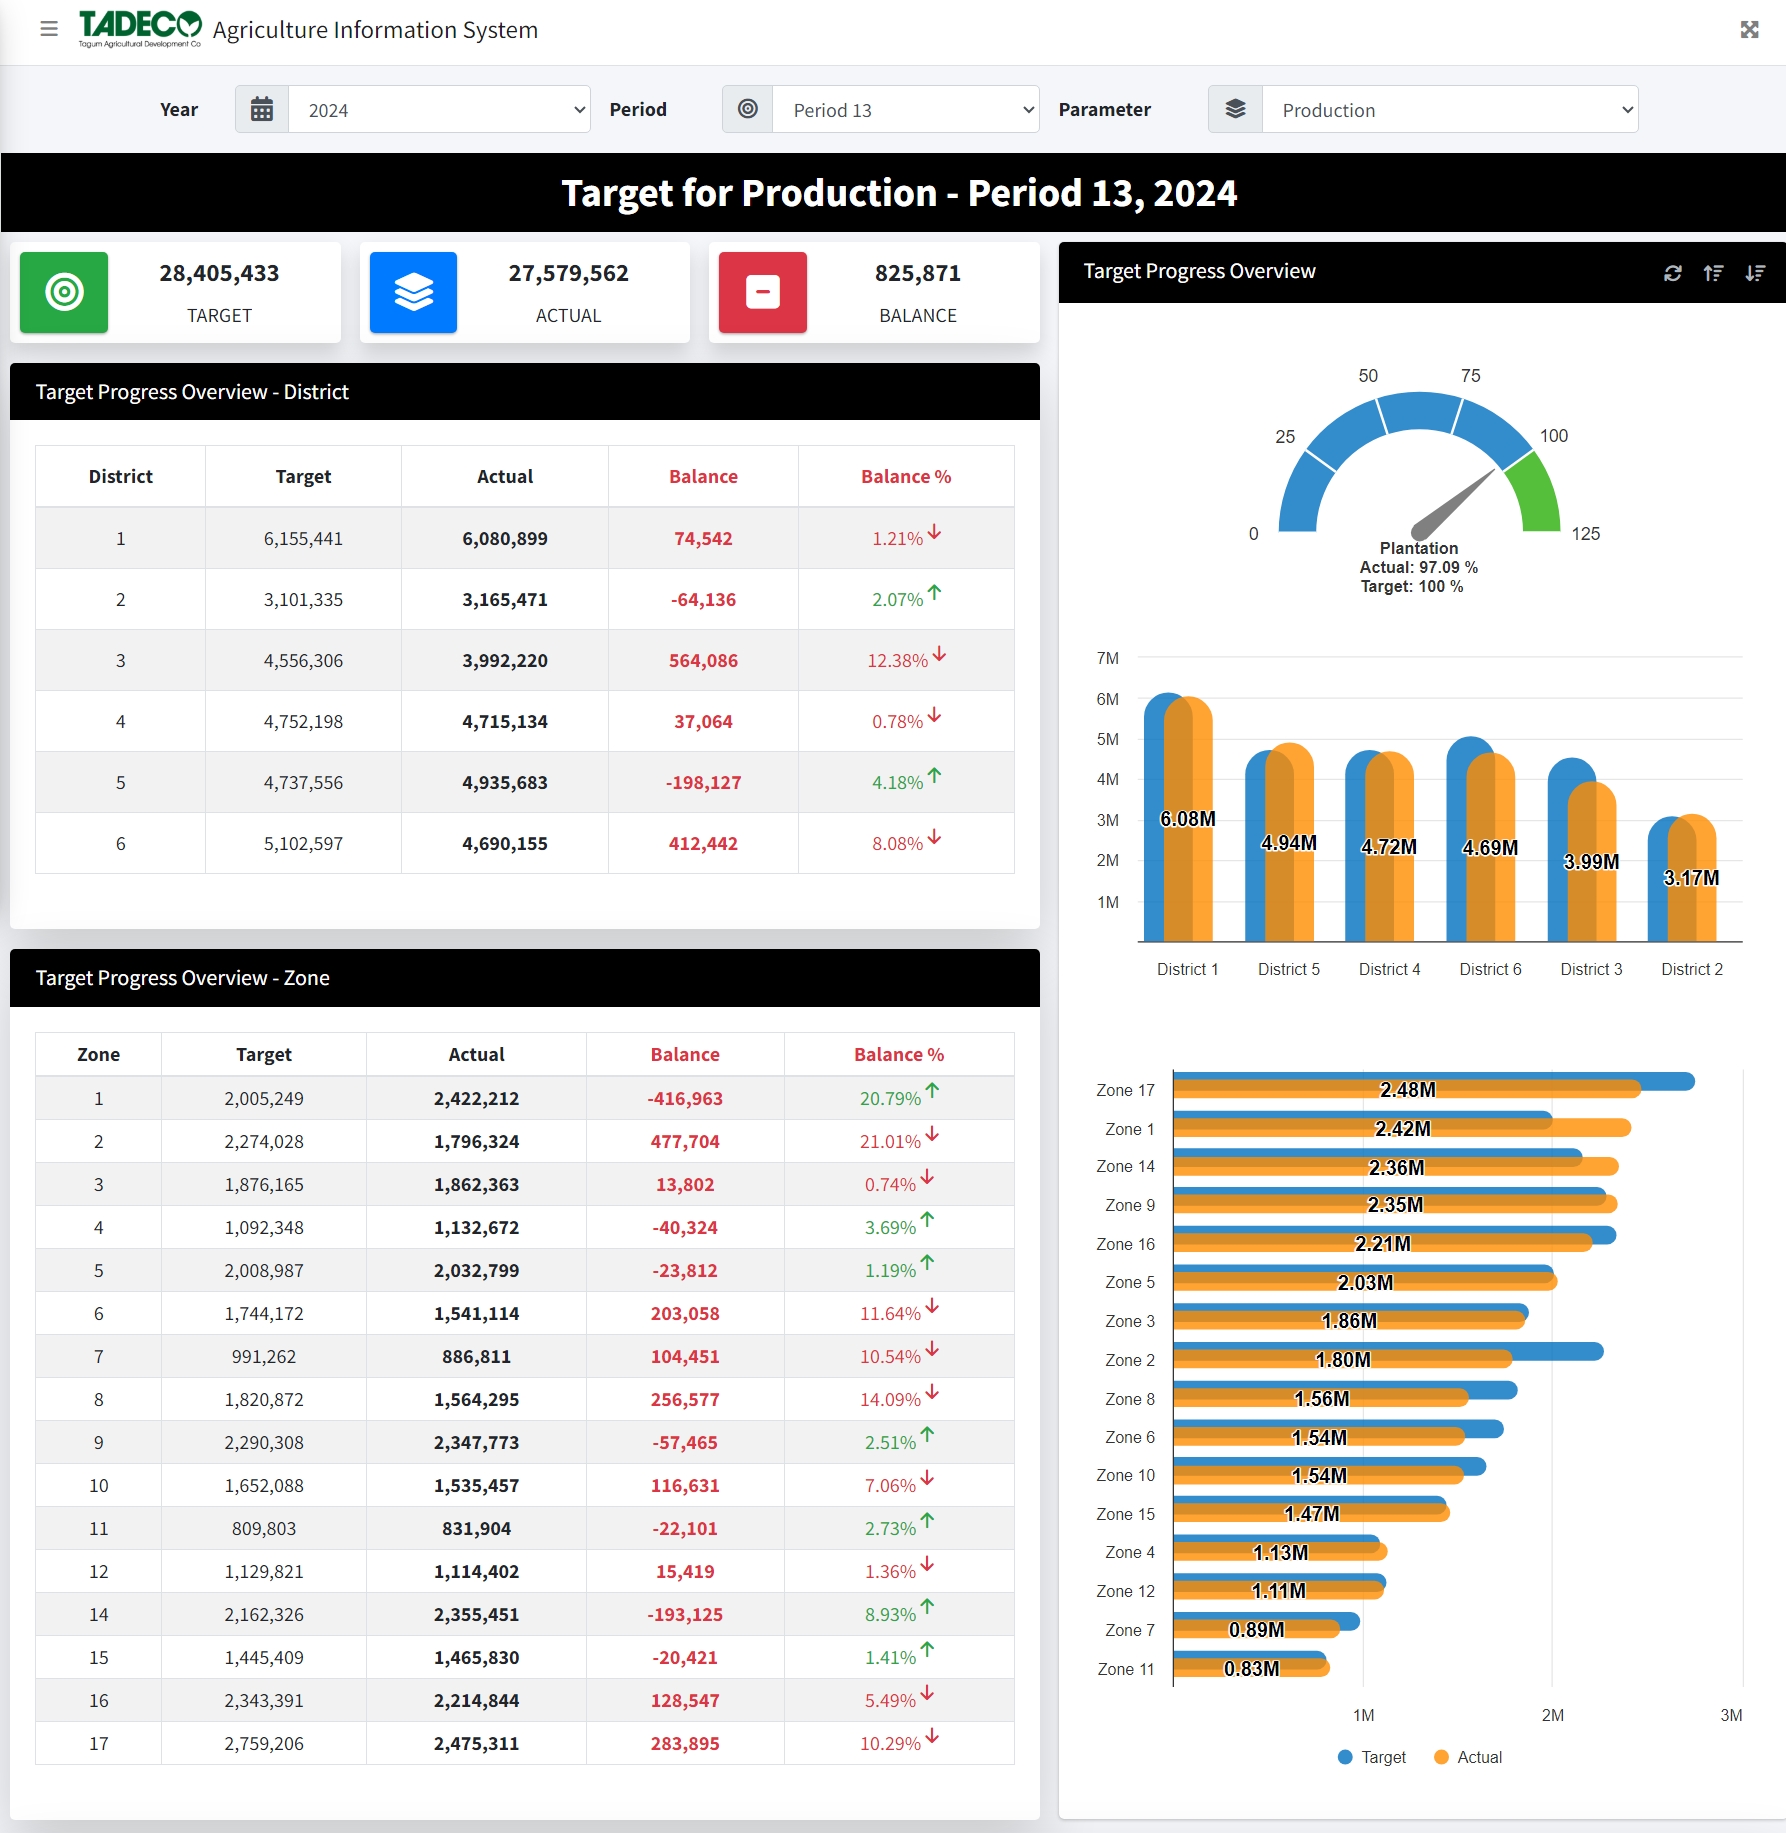 TADECO
Tagum Agricultural Development Co
Agriculture Information System
Year 2024 Period Period 13 Parameter Production
Target for Production - Period 13, 2024
28,405,433
TARGET
27,579,562
ACTUAL
825,871
BALANCE
Target Progress Overview - District
District Target Actual Balance Balance %
1 6,155,441 6,080,899 74,542 1.21%
2 3,101,335 3,165,471 -64,136 2.07%
3 4,556,306 3,992,220 564,086 12.38%
4 4,752,198 4,715,134 37,064 0.78%
5 4,737,556 4,935,683 -198,127 4.18%
6 5,102,597 4,690,155 412,442 8.08%
Target Progress Overview - Zone
Zone Target Actual Balance Balance %
1 2,005,249 2,422,212 -416,963 20.79%
2 2,274,028 1,796,324 477,704 21.01%
3 1,876,165 1,862,363 13,802 0.74%
4 1,092,348 1,132,672 -40,324 3.69%
5 2,008,987 2,032,799 -23,812 1.19%
6 1,744,172 1,541,114 203,058 11.64%
7 991,262 886,811 104,451 10.54%
8 1,820,872 1,564,295 256,577 14.09%
9 2,290,308 2,347,773 -57,465 2.51%
10 1,652,088 1,535,457 116,631 7.06%
11 809,803 831,904 -22,101 2.73%
12 1,129,821 1,114,402 15,419 1.36%
14 2,162,326 2,355,451 -193,125 8.93%
15 1,445,409 1,465,830 -20,421 1.41%
16 2,343,391 2,214,844 128,547 5.49%
17 2,759,206 2,475,311 283,895 10.29%
Target Progress Overview
50 75
25 100
0 125
Plantation
Actual: 97.09 %
Target: 100 %
7M
6M
5M
4M
3M
2M
1M
6.08M 4.94M 4.72M 4.69M 3.99M 3.17M
District 1 District 5 District 4 District 6 District 3 District 2
Zone 17 2.48M
Zone 1 2.42M
Zone 14 2.36M
Zone 9 2.35M
Zone 16 2.21M
Zone 5 2.03M
Zone 3 1.86M
Zone 2 1.80M
Zone 8 1.56M
Zone 6 1.54M
Zone 10 1.54M
Zone 15 1.47M
Zone 4 1.13M
Zone 12 1.11M
Zone 7 0.89M
Zone 11 0.83M
1M 2M 3M
Target Actual